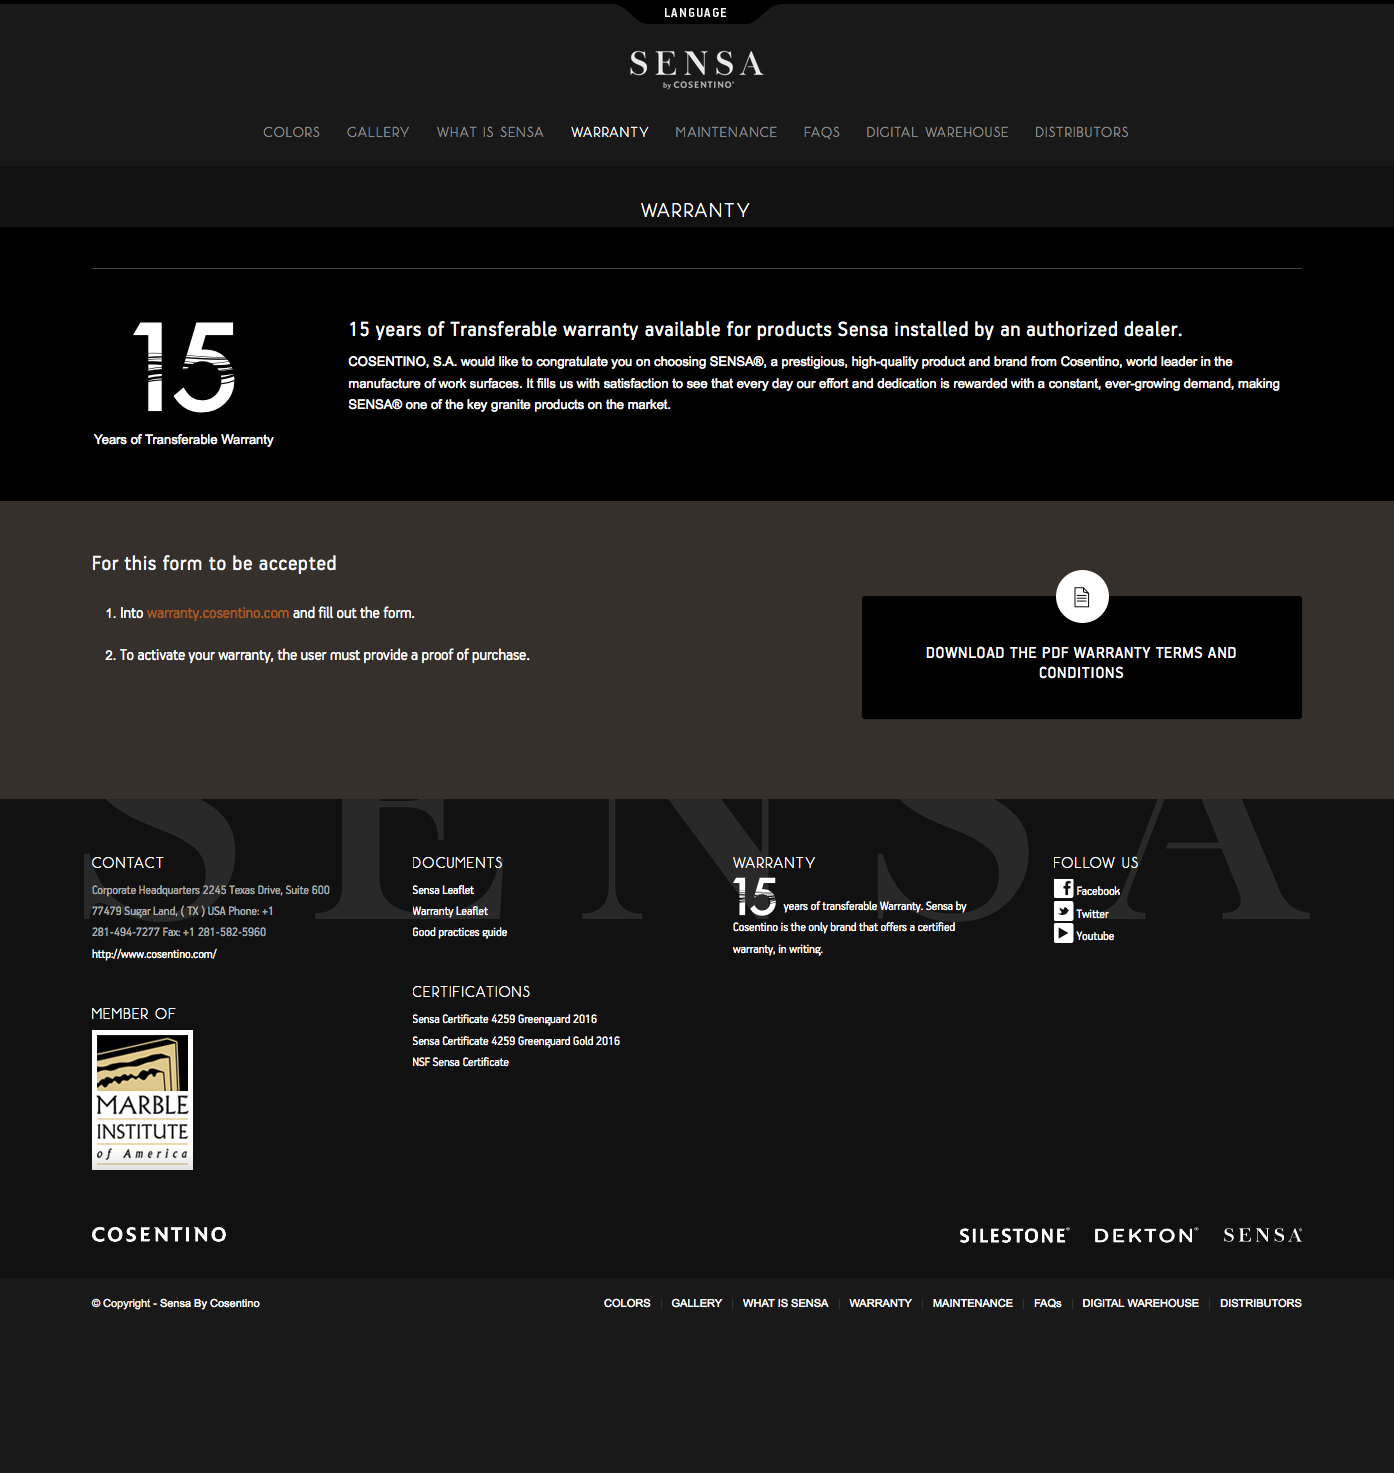 LANGUAGE
SENSA
by COSENTINO®
COLORS GALLERY WHAT IS SENSA WARRANTY MAINTENANCE FAQS DIGITAL WAREHOUSE DISTRIBUTORS
WARRANTY
15
Years of Transferable Warranty
15 years of Transferable warranty available for products Sensa installed by an authorized dealer.
COSENTINO, S.A. would like to congratulate you on choosing SENSA®, a prestigious, high-quality product and brand from Cosentino, world leader in the
manufacture of work surfaces. It fills us with satisfaction to see that every day our effort and dedication is rewarded with a constant, ever-growing demand, making
SENSA® one of the key granite products on the market.
For this form to be accepted
1. Into warranty.cosentino.com and fill out the form.
2. To activate your warranty, the user must provide a proof of purchase.
DOWNLOAD THE PDF WARRANTY TERMS AND
CONDITIONS
SENSA
CONTACT
Corporate Headquarters 2245 Texas Drive, Suite 600
77479 Sugar Land, ( TX ) USA Phone: +1
281-494-7277 Fax: +1 281-582-5960
http://www.cosentino.com/
MEMBER OF
MARBLE
INSTITUTE
of America
DOCUMENTS
Sensa Leaflet
Warranty Leaflet
Good practices guide
CERTIFICATIONS
Sensa Certificate 4259 Greenguard 2016
Sensa Certificate 4259 Greenguard Gold 2016
NSF Sensa Certificate
WARRANTY
15 years of transferable Warranty. Sensa by
Cosentino is the only brand that offers a certified
warranty, in writing.
FOLLOW US
Facebook
Twitter
Youtube
COSENTINO
SILESTONE® DEKTON® SENSA®
© Copyright - Sensa By Cosentino
COLORS | GALLERY | WHAT IS SENSA | WARRANTY | MAINTENANCE | FAQs | DIGITAL WAREHOUSE | DISTRIBUTORS